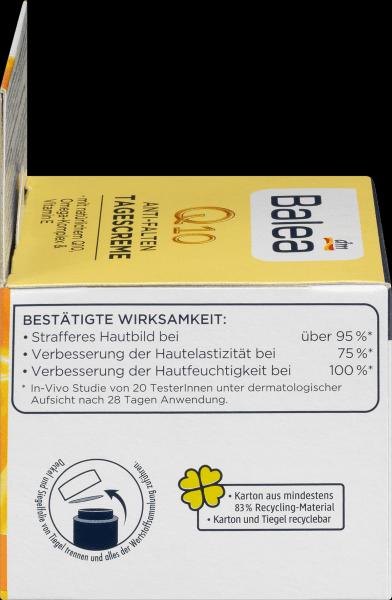 dm
Balea
Q10
ANTI-FALTEN
TAGESCREME
•mit natürlichem Q10,
Omega-Komplex &
Vitamin E
BESTÄTIGTE WIRKSAMKEIT:
• Strafferes Hautbild bei über 95 %*
• Verbesserung der Hautelastizität bei 75 %*
• Verbesserung der Hautfeuchtigkeit bei 100 %*
* In-Vivo Studie von 20 TesterInnen unter dermatologischer
Aufsicht nach 28 Tagen Anwendung.
Deckel und Siegelfolie von Tiegel trennen und alles der Wertstoffsammlung zuführen.
• Karton aus mindestens
83% Recycling-Material
• Karton und Tiegel recyclebar